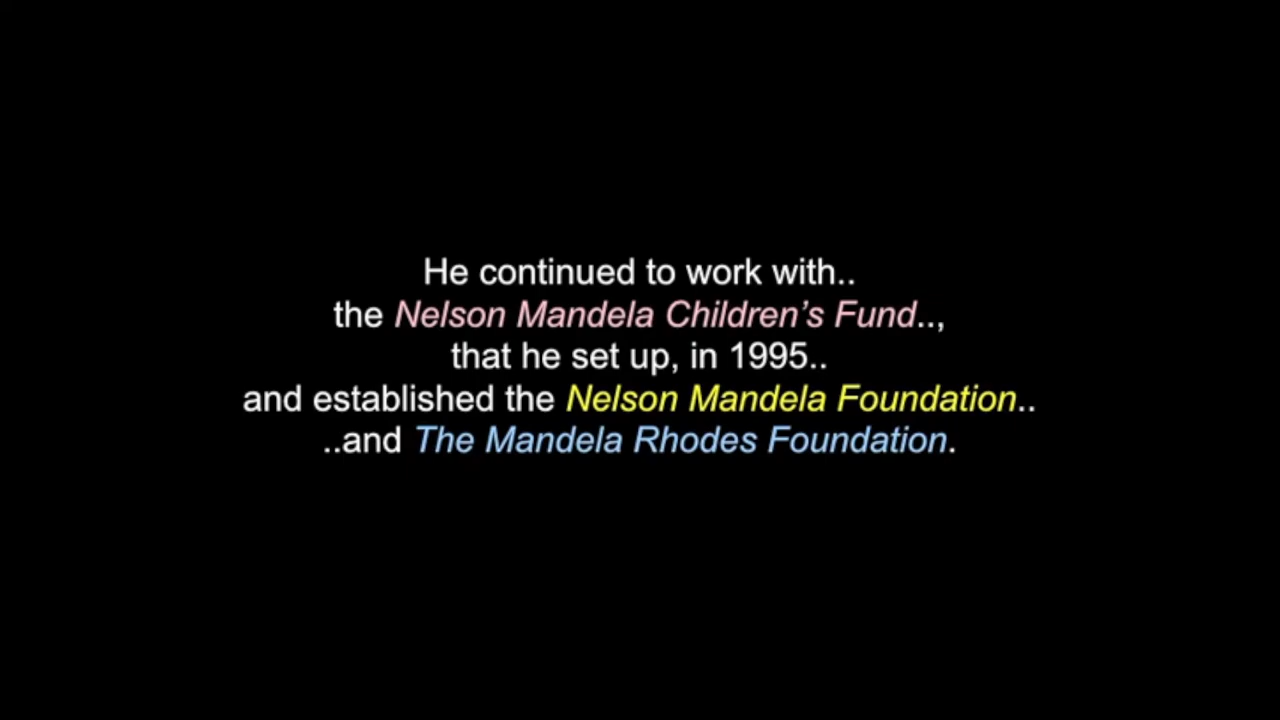 He continued to work with..
the Nelson Mandela Children’s Fund..,
that he set up, in 1995..
and established the Nelson Mandela Foundation..
..and The Mandela Rhodes Foundation.